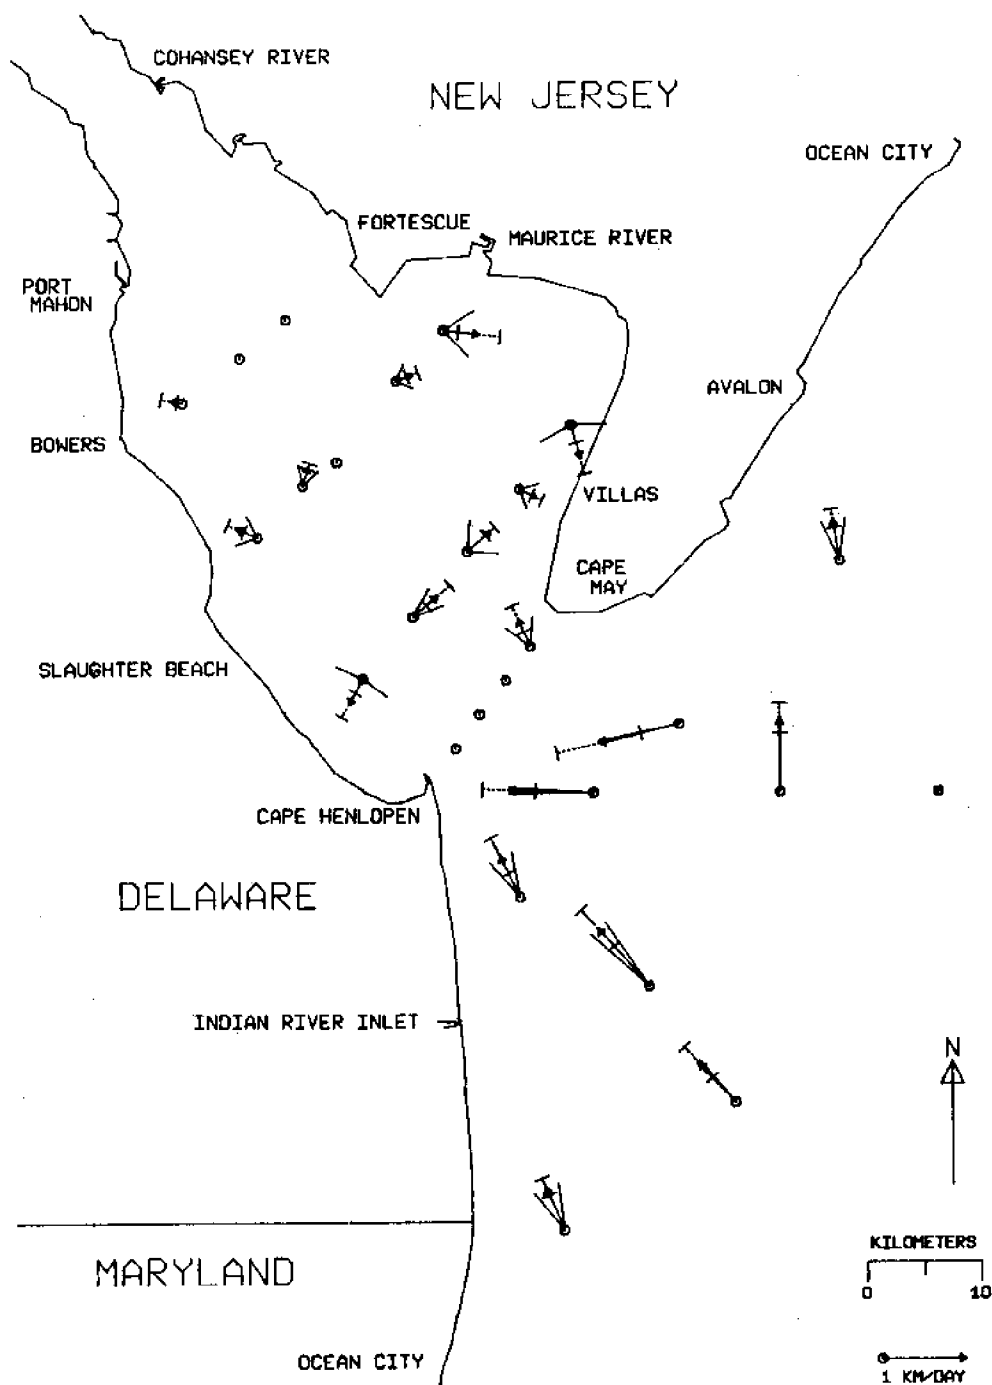 COHANSEY RIVER
NEW JERSEY
OCEAN CITY
FORTESCUE
MAURICE RIVER
PORT
MAHON
AVALON
BOWERS
VILLAS
CAPE
MAY
SLAUGHTER BEACH
CAPE HENLOPEN
DELAWARE
INDIAN RIVER INLET
N
KILOMETERS
0 10
MARYLAND
OCEAN CITY
1 KM/DAY